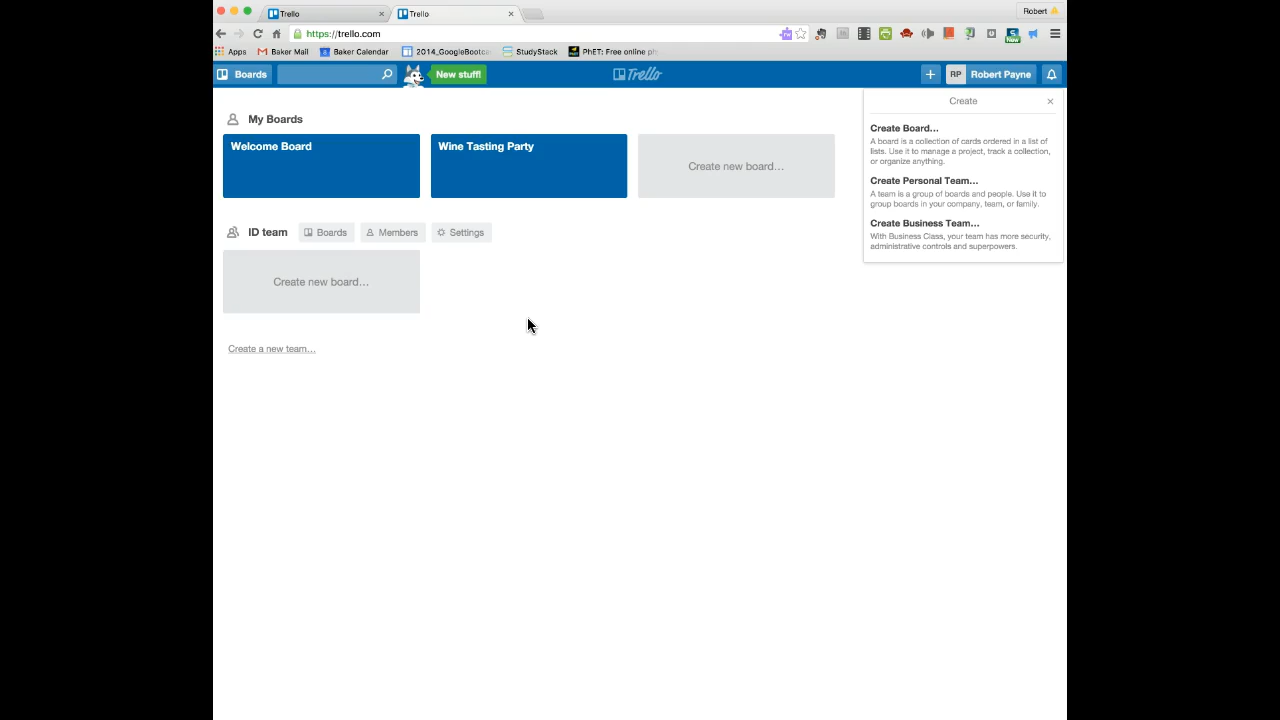 Trello
Trello
Robert
https://trello.com
Apps
Baker Mail
Baker Calendar
2014_GoogleBootca
StudyStack
PhET: Free online ph
New
Boards
New stuff!
Trello
RP
Robert Payne
Create
Create Board…
A board is a collection of cards ordered in a list of
lists. Use it to manage a project, track a collection,
or organize anything.
Create Personal Team…
A team is a group of boards and people. Use it to
group boards in your company, team, or family.
Create Business Team…
With Business Class, your team has more security,
administrative controls and superpowers.
My Boards
Welcome Board
Wine Tasting Party
Create new board…
ID team
Boards
Members
Settings
Create new board…
Create a new team…